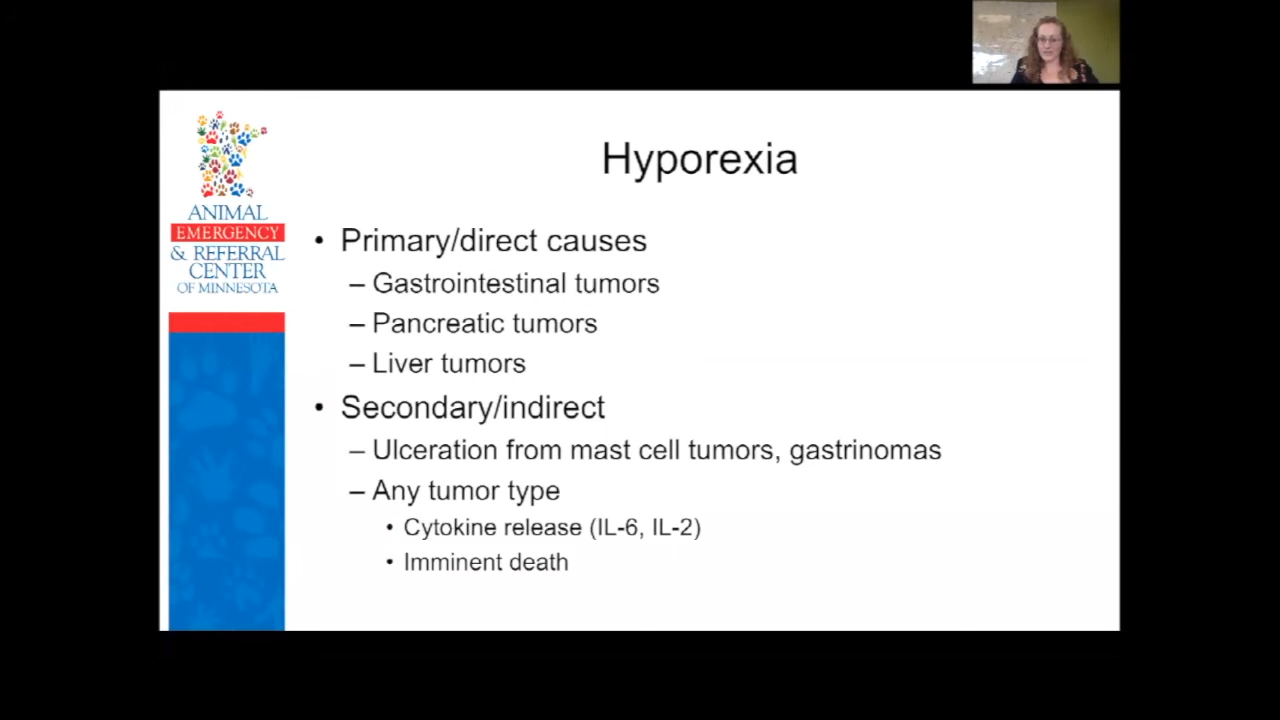 ANIMAL
EMERGENCY
& REFERRAL
CENTER
OF MINNESOTA
Hyporexia
• Primary/direct causes
– Gastrointestinal tumors
– Pancreatic tumors
– Liver tumors
• Secondary/indirect
– Ulceration from mast cell tumors, gastrinomas
– Any tumor type
• Cytokine release (IL-6, IL-2)
• Imminent death